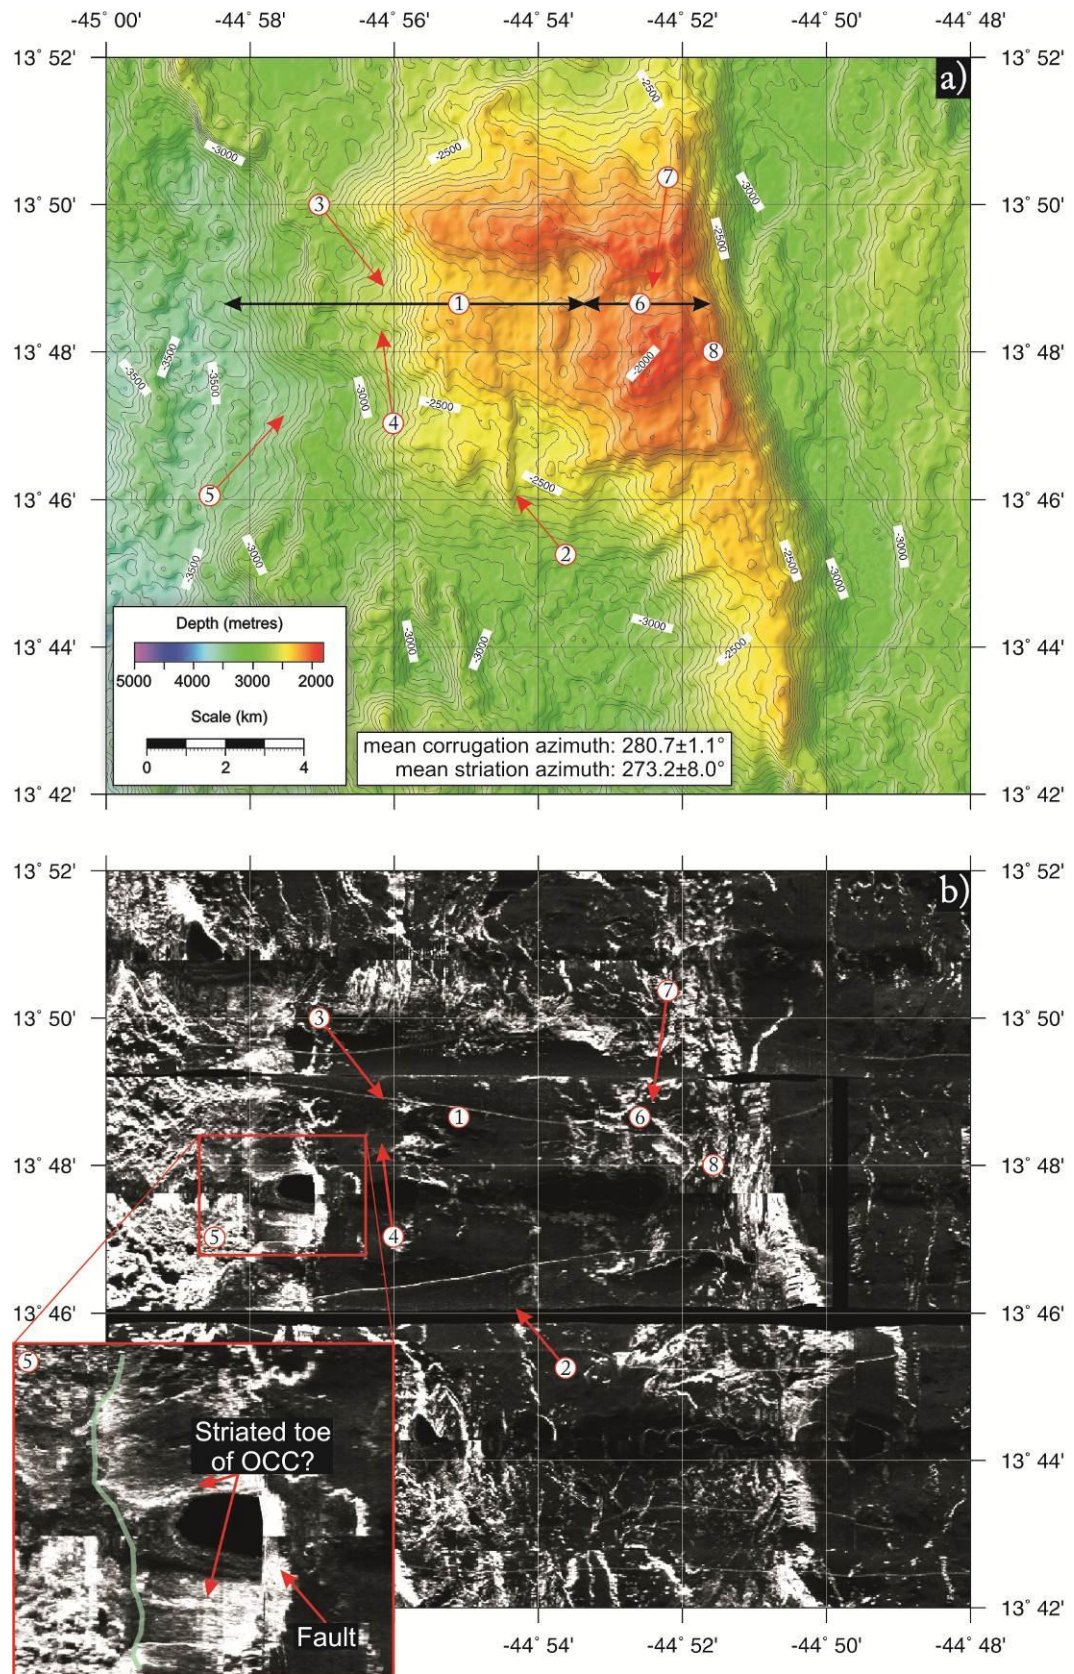 -45° 00' -44° 58' -44° 56' -44° 54' -44° 52' -44° 50' -44° 48'
13° 52' 13° 52'
a)
-2500
-3000
-2500
7
3
-3000
13° 50' 13° 50'
-2500
1 6
-3500
8
13° 48' 13° 48'
-2000
-3500
-3500
-3000
-2500
4
5
-2500
13° 46' 13° 46'
2
-3000
-3000
-3500
-2500
-3000
-3000
-3000
-3000
-2500
13° 44' 13° 44'
Depth (metres)
5000 4000 3000 2000
Scale (km)
0 2 4
mean corrugation azimuth: 280.7±1.1°
mean striation azimuth: 273.2±8.0°
13° 42' 13° 42'
13° 52' 13° 52'
b)
7
3
13° 50' 13° 50'
1 6
8
13° 48' 13° 48'
5 4
13° 46' 13° 46'
5 2
Striated toe
of OCC?
13° 44' 13° 44'
Fault
13° 42'
-44° 54' -44° 52' -44° 50' -44° 48'